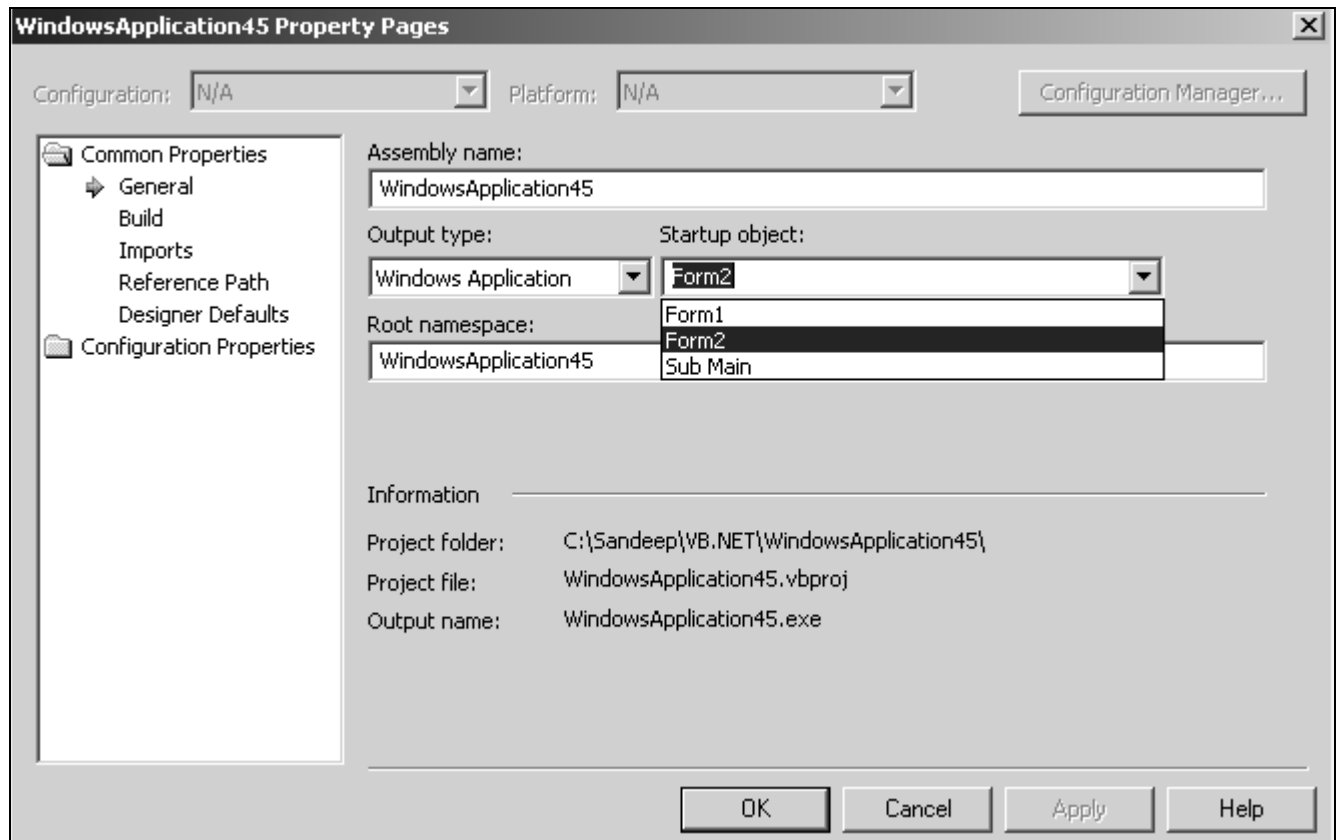 WindowsApplication45 Property Pages
Configuration: N/A Platform: N/A Configuration Manager...
Common Properties
General
Build
Imports
Reference Path
Designer Defaults
Configuration Properties
Assembly name:
WindowsApplication45
Output type: Startup object:
Windows Application Form2
Form1
Form2
Sub Main
Root namespace:
WindowsApplication45
Information
Project folder: C:\Sandeep\VB.NET\WindowsApplication45\
Project file: WindowsApplication45.vbproj
Output name: WindowsApplication45.exe
OK Cancel Apply Help